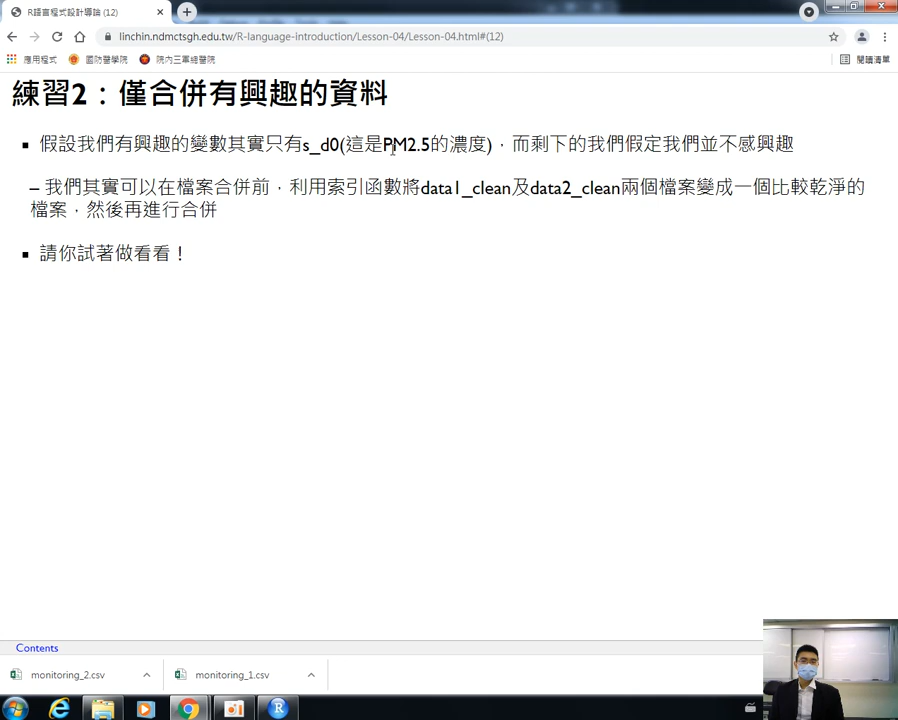 R語言程式設計導論 (12)
linchin.ndmctsgh.edu.tw/R-language-introduction/Lesson-04/Lesson-04.html#(12)
應用程式 國防醫學院 院內三軍總醫院 閱讀清單
練習2：僅合併有興趣的資料
▪ 假設我們有興趣的變數其實只有s_d0(這是PM2.5的濃度)，而剩下的我們假定我們並不感興趣
– 我們其實可以在檔案合併前，利用索引函數將data1_clean及data2_clean兩個檔案變成一個比較乾淨的
檔案，然後再進行合併
▪ 請你試著做看看！
Contents
monitoring_2.csv monitoring_1.csv